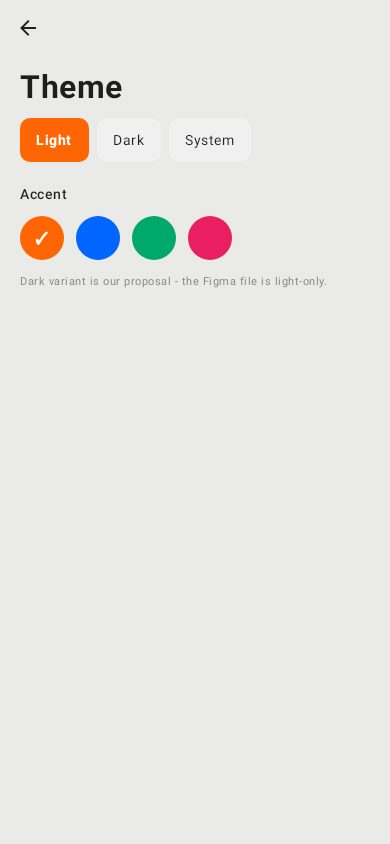 Theme
Light Dark System
Accent
Dark variant is our proposal - the Figma file is light-only.